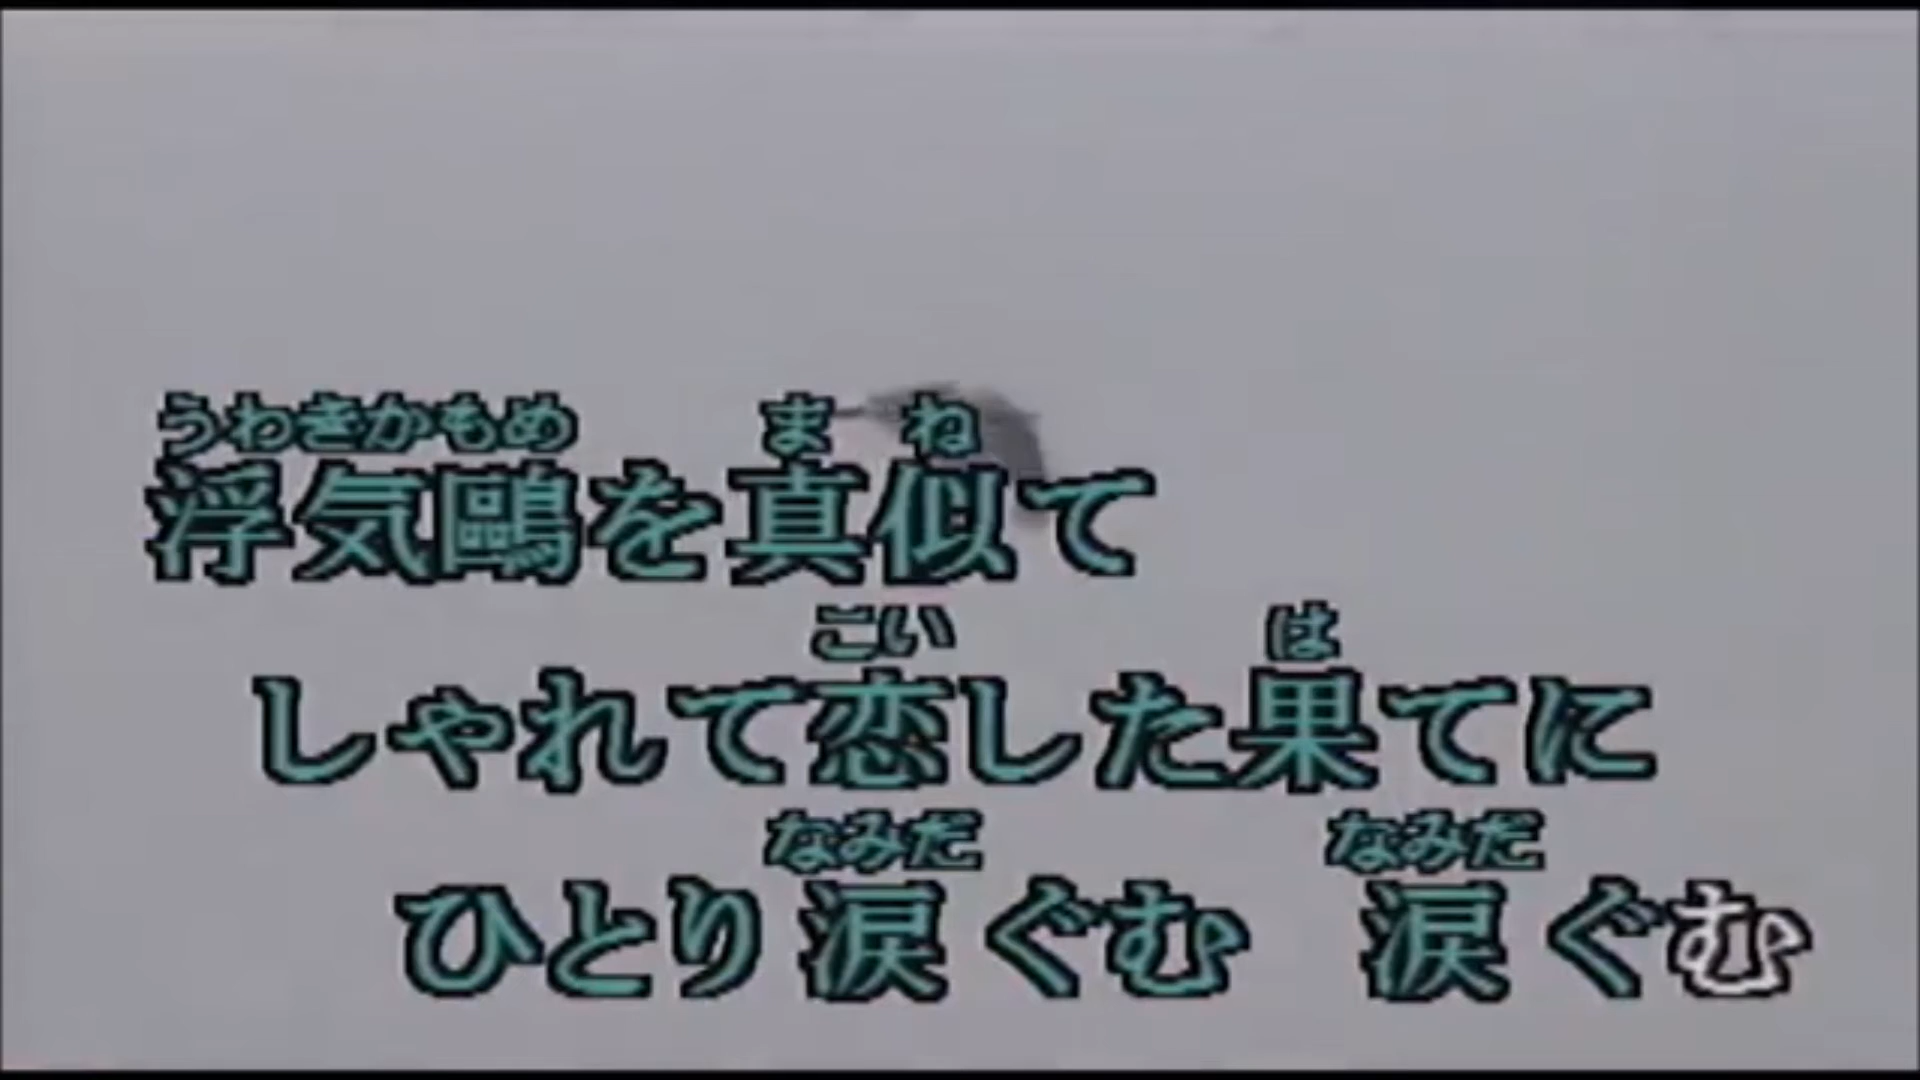 うわきかもめ ま ね
浮気鷗を真似て
こい は
しゃれて恋した果てに
なみだ なみだ
ひとり涙ぐむ 涙ぐむ